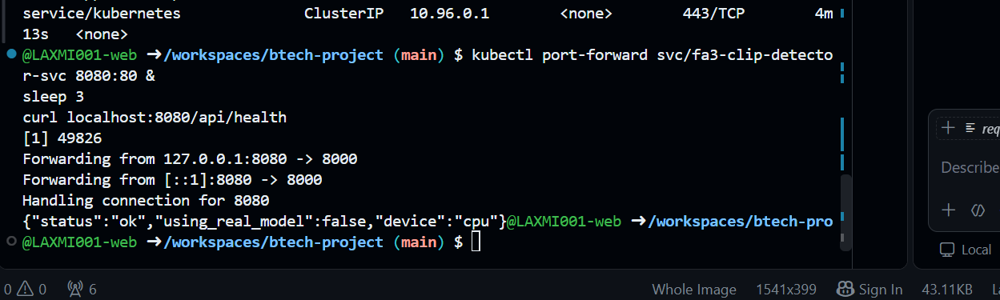 service/kubernetes ClusterIP 10.96.0.1 <none> 443/TCP 4m
13s <none>
@LAXMI001-web ➜/workspaces/btech-project (main) $ kubectl port-forward svc/fa3-clip-detecto
r-svc 8080:80 &
sleep 3
curl localhost:8080/api/health
[1] 49826
Forwarding from 127.0.0.1:8080 -> 8000
Forwarding from [::1]:8080 -> 8000
Handling connection for 8080
{"status":"ok","using_real_model":false,"device":"cpu"}@LAXMI001-web ➜/workspaces/btech-pro
@LAXMI001-web ➜/workspaces/btech-project (main) $
req
Describe
Local
0 0 6 Whole Image 1541x399 Sign In 43.11KB